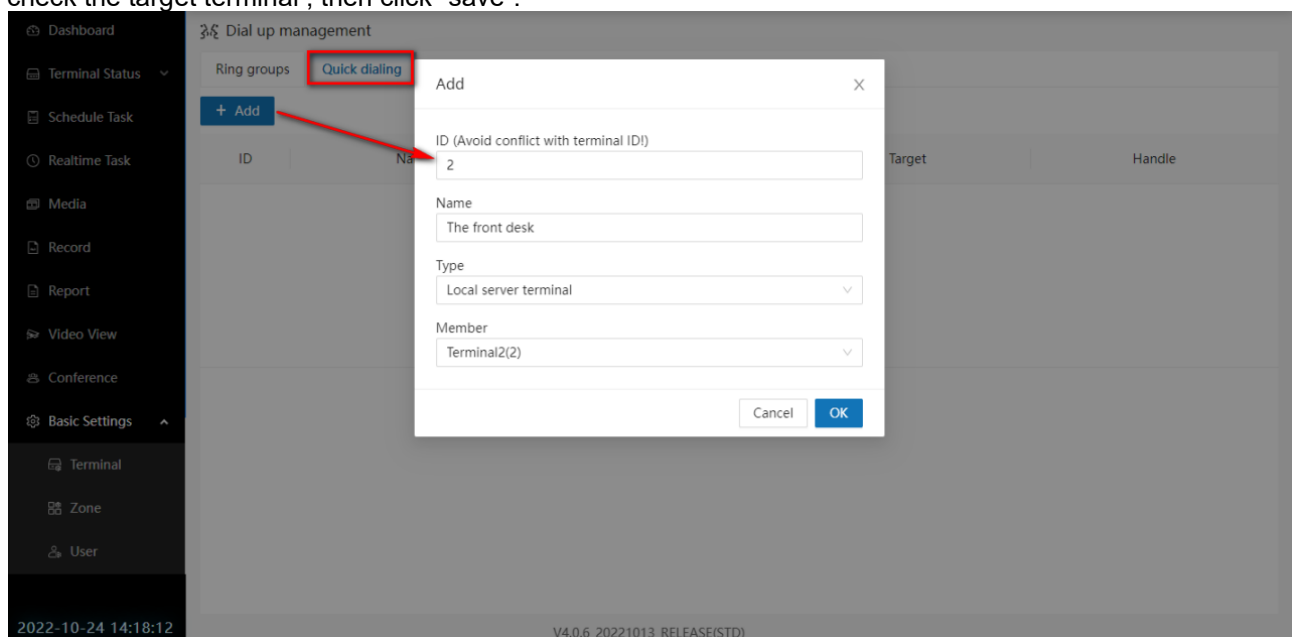 check the target terminal , then click "save".
Dashboard
Dial up management
Terminal Status
Ring groups
Quick dialing
Add
Schedule Task
+ Add
ID (Avoid conflict with terminal ID!)
2
Realtime Task
ID
Na
Target
Handle
Media
Name
The front desk
Record
Type
Report
Local server terminal
Video View
Member
Terminal2(2)
Conference
Basic Settings
Cancel
OK
Terminal
Zone
User
2022-10-24 14:18:12
V4.0.6_20221013_RELEASE(STD)